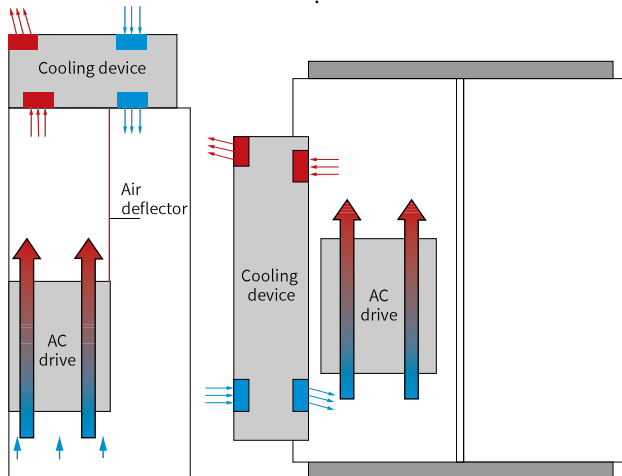 Cooling device
Air
deflector
AC
drive
Cooling
device
AC
drive